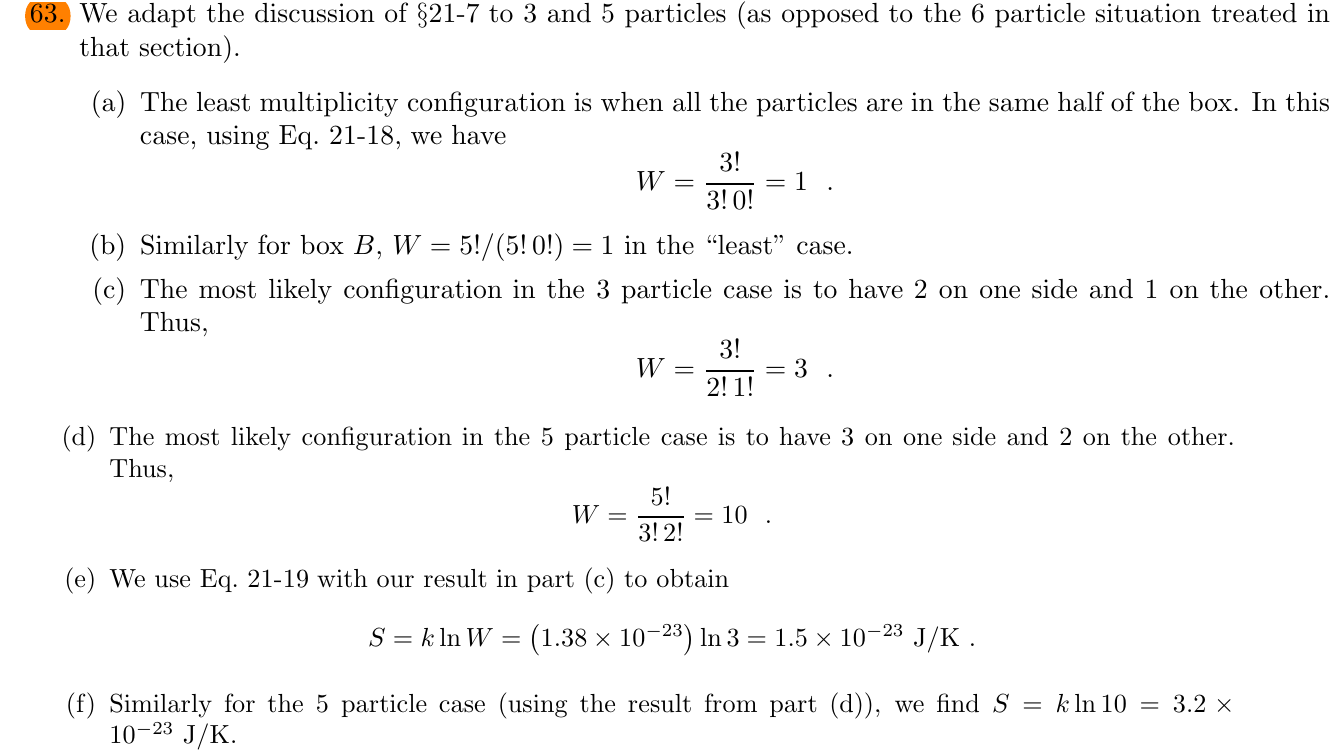 63. We adapt the discussion of §21-7 to 3 and 5 particles (as opposed to the 6 particle situation treated in
that section).
(a) The least multiplicity configuration is when all the particles are in the same half of the box. In this
case, using Eq. 21-18, we have
W = 3!/(3! 0!) = 1 .
(b) Similarly for box B, W = 5!/(5! 0!) = 1 in the “least” case.
(c) The most likely configuration in the 3 particle case is to have 2 on one side and 1 on the other.
Thus,
W = 3!/(2! 1!) = 3 .
(d) The most likely configuration in the 5 particle case is to have 3 on one side and 2 on the other.
Thus,
W = 5!/(3! 2!) = 10 .
(e) We use Eq. 21-19 with our result in part (c) to obtain
S = k ln W = (1.38 × 10⁻²³) ln 3 = 1.5 × 10⁻²³ J/K .
(f) Similarly for the 5 particle case (using the result from part (d)), we find S = k ln 10 = 3.2 ×
10⁻²³ J/K.